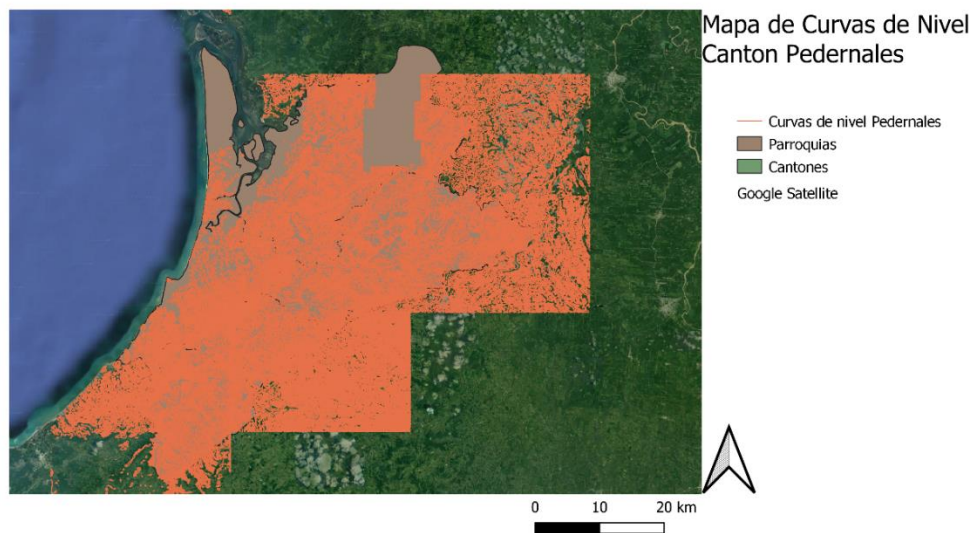 Mapa de Curvas de Nivel
Canton Pedernales
Curvas de nivel Pedernales
Parroquias
Cantones
Google Satellite
0 10 20 km